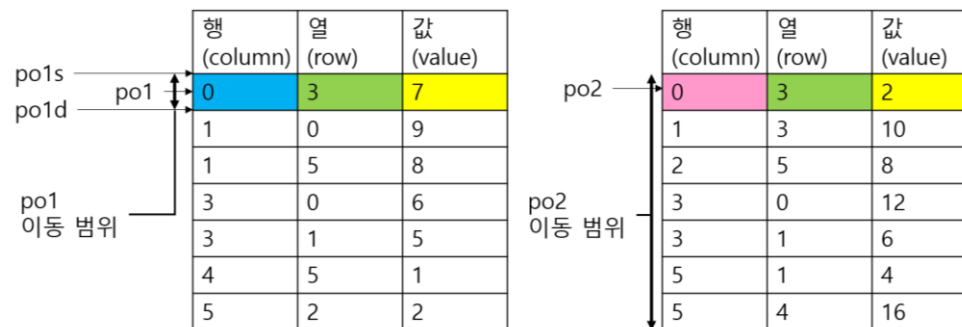 행 열 값
(column) (row) (value)
po1s
po1 0 3 7
po1d
1 0 9
1 5 8
po1
이동 범위
3 0 6
3 1 5
4 5 1
5 2 2
행 열 값
(column) (row) (value)
po2 0 3 2
1 3 10
2 5 8
po2
이동 범위
3 0 12
3 1 6
5 1 4
5 4 16